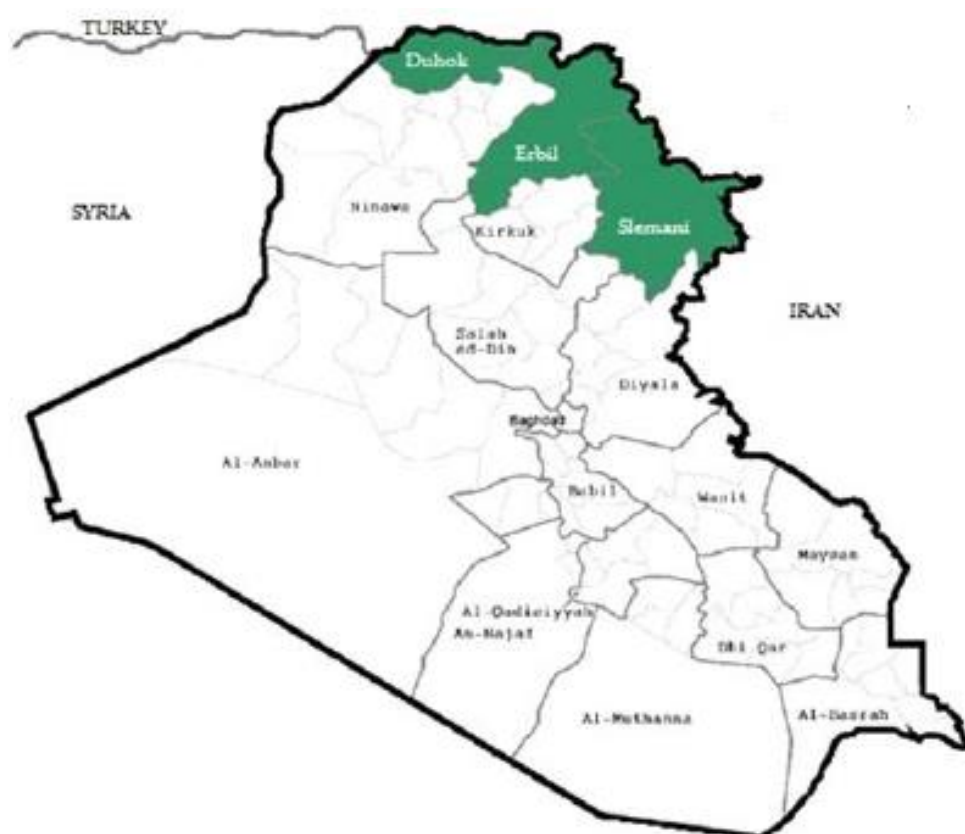 TURKEY
Duhok
Erbil
SYRIA
Ninawa
Kirkuk
Slemani
IRAN
Salah
ad-Din
Diyala
Baghdad
Al-Anbar
Babil
Wasit
Maysan
Al-Qadisiyyah
An-Najaf
Dhi Qar
Al-Muthanna
Al-Basrah